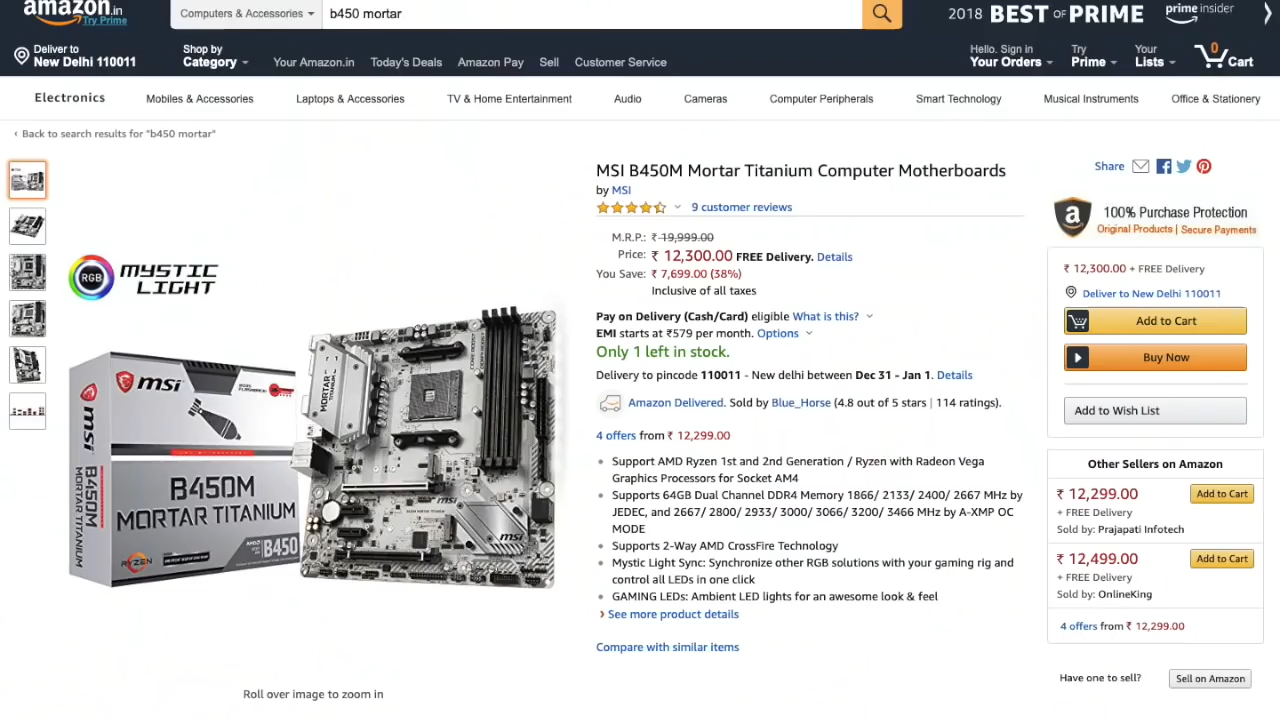 amazon.in
Try Prime
Computers & Accessories
b450 mortar
2018 BEST OF PRIME
prime insider
Deliver to
New Delhi 110011
Shop by
Category
Your Amazon.in
Today's Deals
Amazon Pay
Sell
Customer Service
Hello. Sign in
Your Orders
Try
Prime
Your
Lists
0
Cart
Electronics
Mobiles & Accessories
Laptops & Accessories
TV & Home Entertainment
Audio
Cameras
Computer Peripherals
Smart Technology
Musical Instruments
Office & Stationery
‹ Back to search results for "b450 mortar"
RGB
MYSTIC
LIGHT
msi
B450M
MORTAR TITANIUM
RYZEN
B450
msi
B450M
MORTAR TITANIUM
MORTAR
TITANIUM
msi
msi
Roll over image to zoom in
MSI B450M Mortar Titanium Computer Motherboards
by MSI
9 customer reviews
M.R.P.: ₹ 19,999.00
Price: ₹ 12,300.00 FREE Delivery. Details
You Save: ₹ 7,699.00 (38%)
Inclusive of all taxes
Pay on Delivery (Cash/Card) eligible What is this?
EMI starts at ₹579 per month. Options
Only 1 left in stock.
Delivery to pincode 110011 - New delhi between Dec 31 - Jan 1. Details
Amazon Delivered. Sold by Blue_Horse (4.8 out of 5 stars | 114 ratings).
4 offers from ₹ 12,299.00
• Support AMD Ryzen 1st and 2nd Generation / Ryzen with Radeon Vega
Graphics Processors for Socket AM4
• Supports 64GB Dual Channel DDR4 Memory 1866/ 2133/ 2400/ 2667 MHz by
JEDEC, and 2667/ 2800/ 2933/ 3000/ 3066/ 3200/ 3466 MHz by A-XMP OC
MODE
• Supports 2-Way AMD CrossFire Technology
• Mystic Light Sync: Synchronize other RGB solutions with your gaming rig and
control all LEDs in one click
• GAMING LEDs: Ambient LED lights for an awesome look & feel
› See more product details
Compare with similar items
Share
100% Purchase Protection
Original Products | Secure Payments
₹ 12,300.00 + FREE Delivery
Deliver to New Delhi 110011
Add to Cart
Buy Now
Add to Wish List
Other Sellers on Amazon
₹ 12,299.00
Add to Cart
+ FREE Delivery
Sold by: Prajapati Infotech
₹ 12,499.00
Add to Cart
+ FREE Delivery
Sold by: OnlineKing
4 offers from ₹ 12,299.00
Have one to sell?
Sell on Amazon